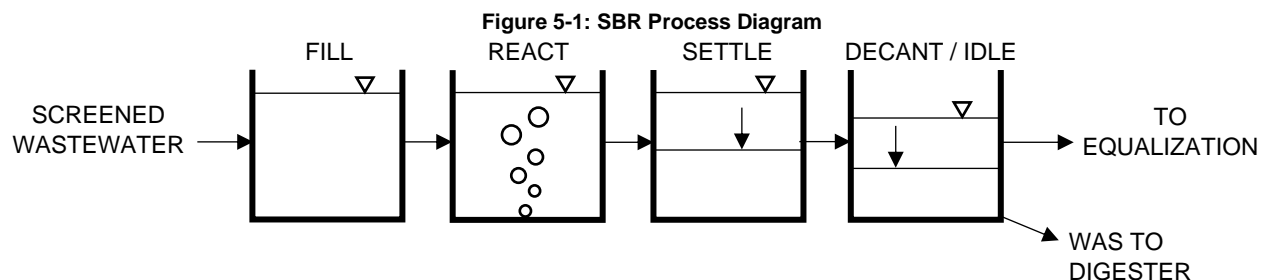 Figure 5-1: SBR Process Diagram
FILL
REACT
SETTLE
DECANT / IDLE
SCREENED
WASTEWATER
TO
EQUALIZATION
WAS TO
DIGESTER